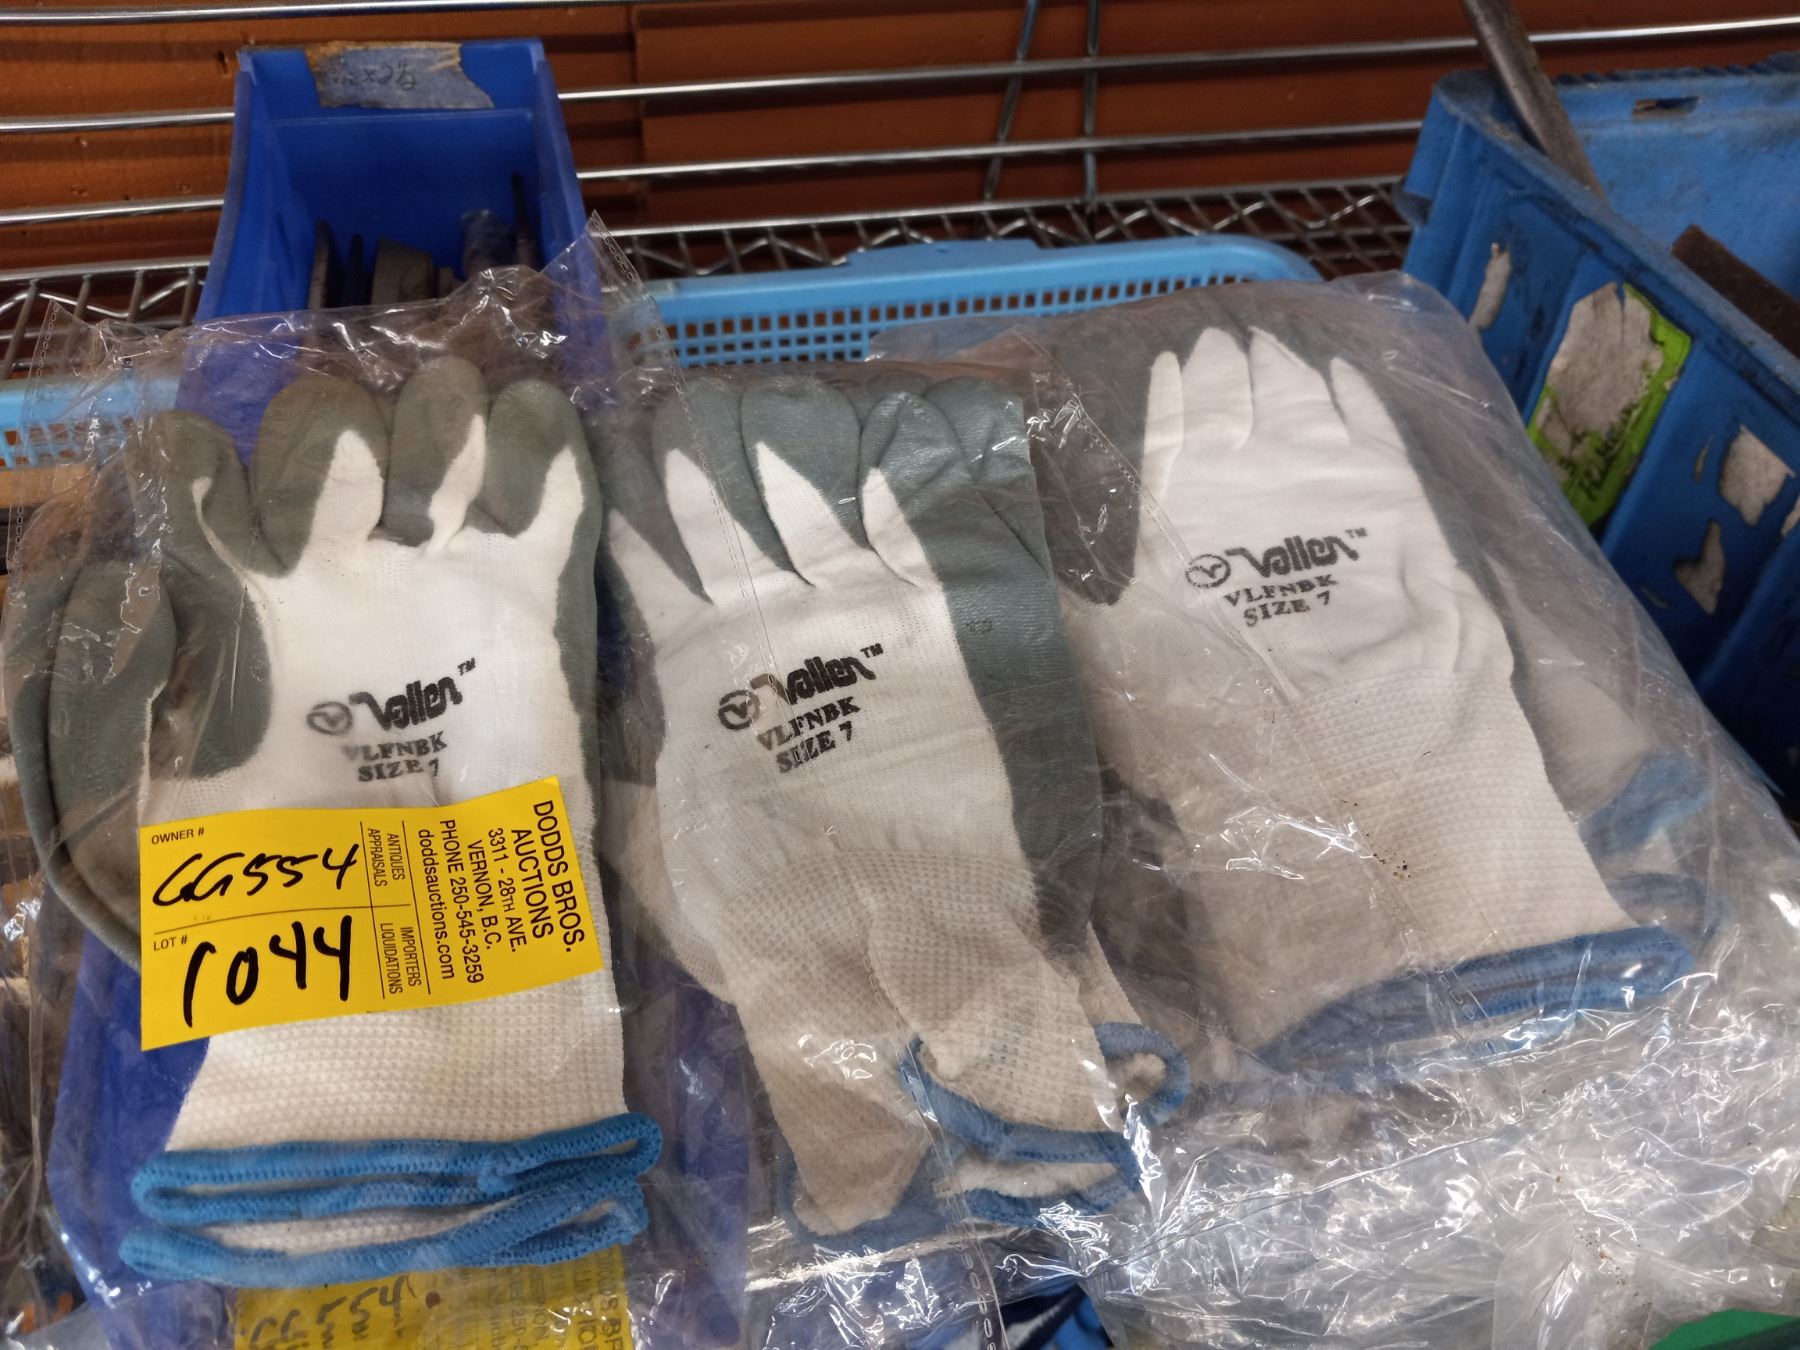 Vallen™
VLFNBK
SIZE 7
Vallen™
VLFNBK
SIZE 7
Vallen™
VLFNBK
SIZE 7
OWNER #
GG554
LOT #
1044
ANTIQUES
APPRAISALS
IMPORTERS
LIQUIDATIONS
DODDS BROS.
AUCTIONS
3311 - 28TH AVE.
VERNON, B.C.
PHONE 250-545-3259
doddsauctions.com